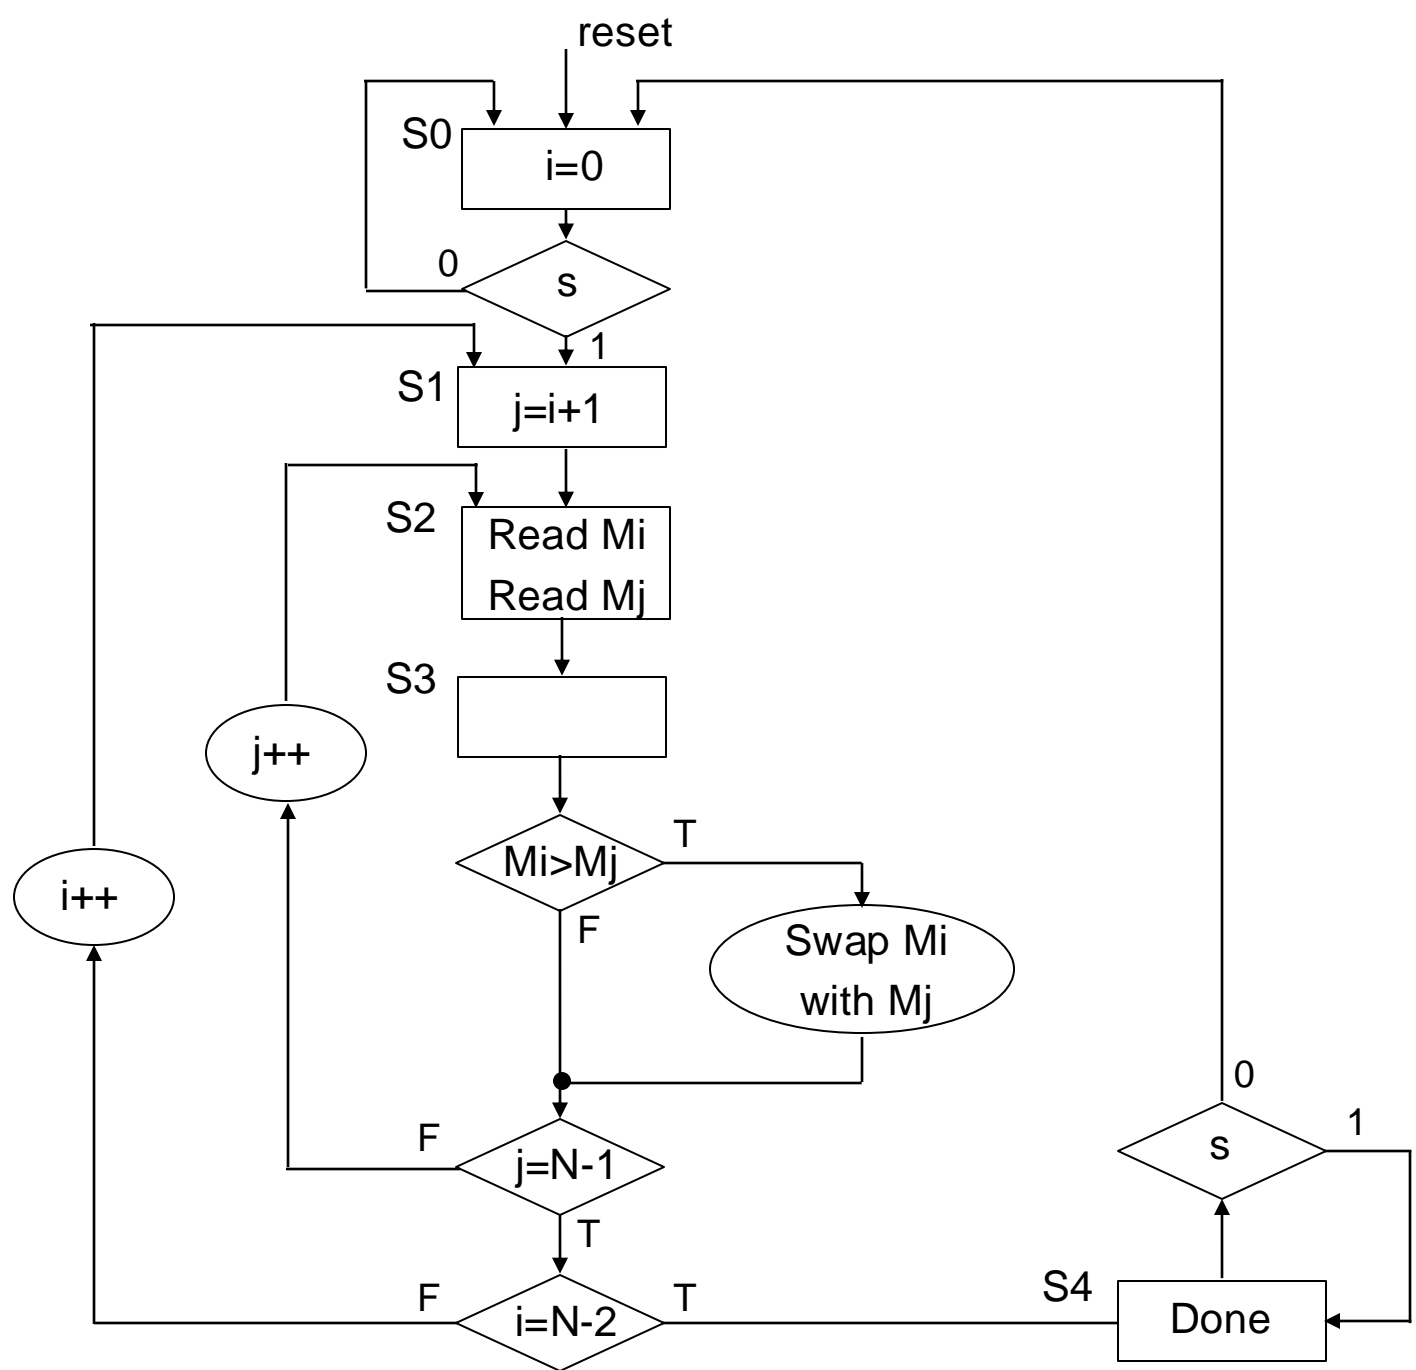 reset
S0
i=0
0
s
1
S1
j=i+1
S2
Read Mi
Read Mj
S3
j++
Mi>Mj
T
i++
F
Swap Mi
with Mj
0
F
j=N-1
s
1
T
F
i=N-2
T
S4
Done